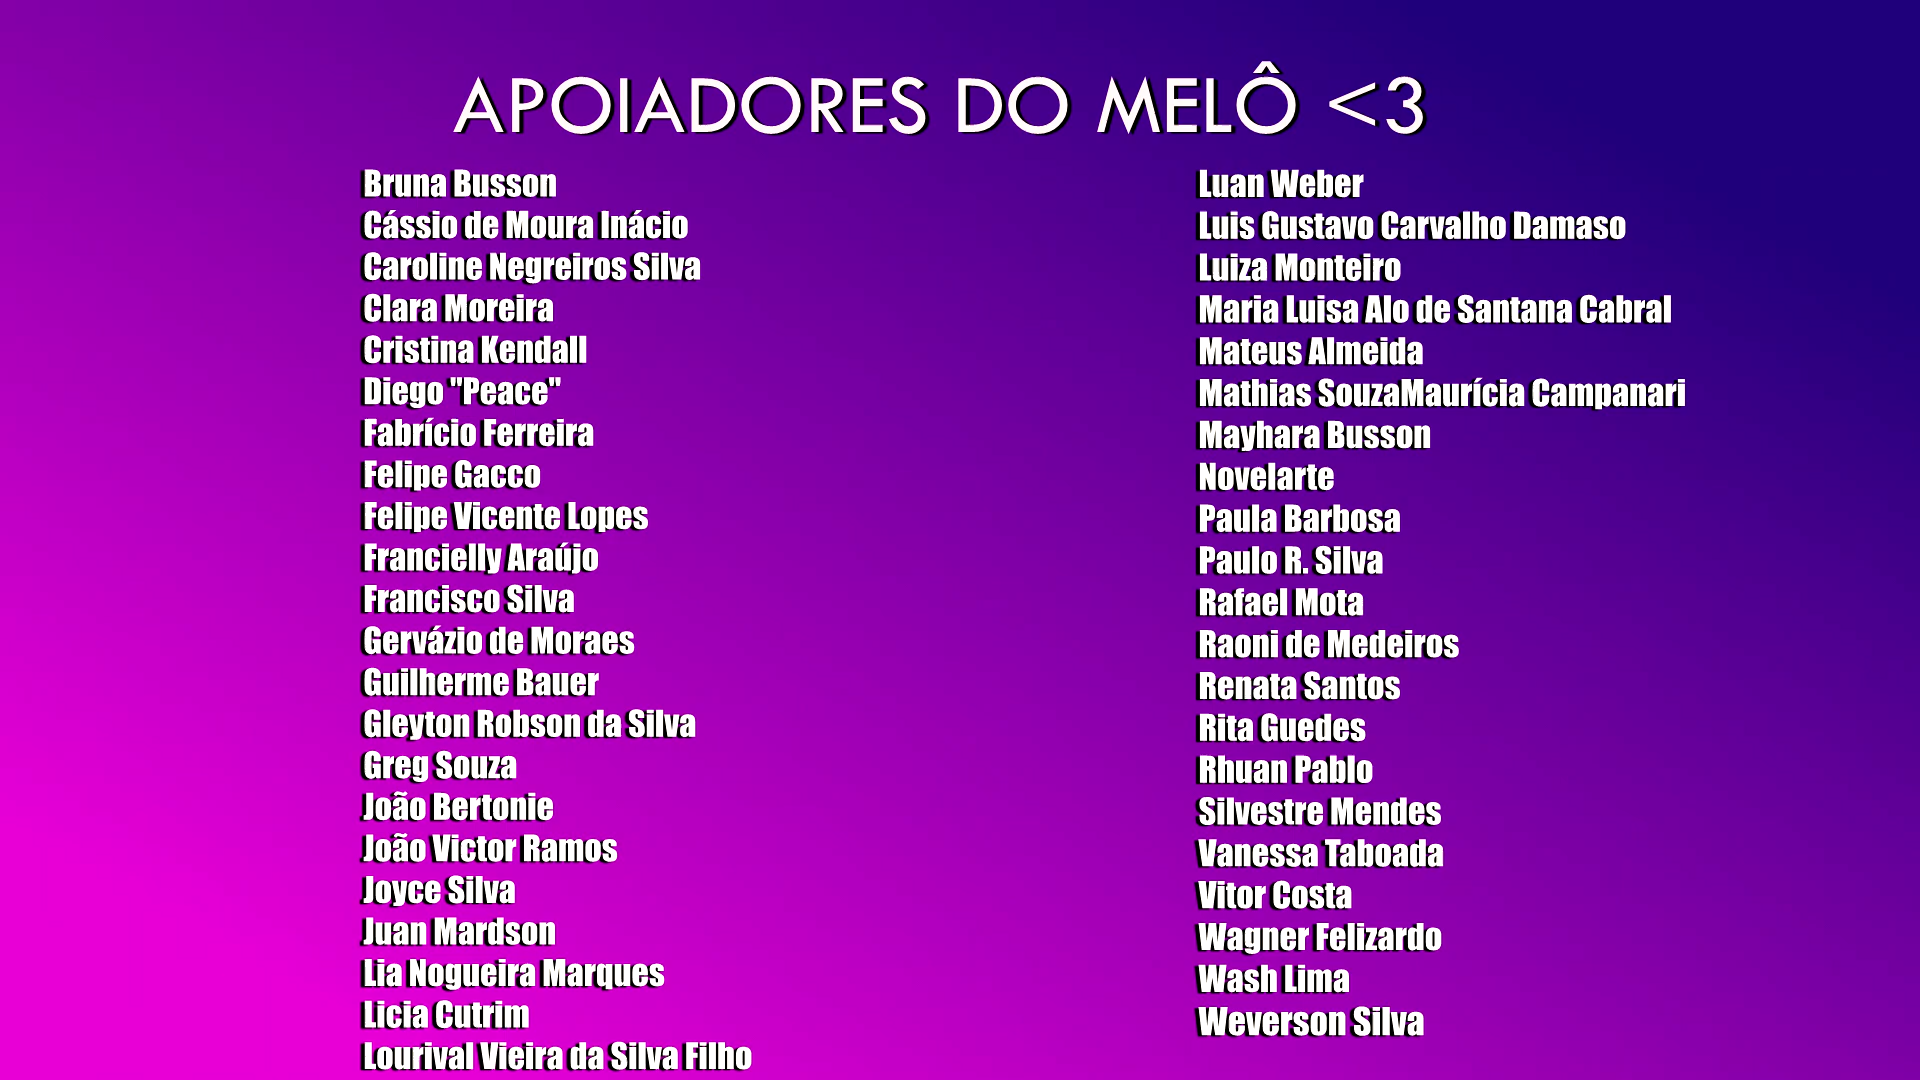 APOIADORES DO MELÔ <3
Bruna Busson
Cássio de Moura Inácio
Caroline Negreiros Silva
Clara Moreira
Cristina Kendall
Diego "Peace"
Fabrício Ferreira
Felipe Gacco
Felipe Vicente Lopes
Francielly Araújo
Francisco Silva
Gervázio de Moraes
Guilherme Bauer
Gleyton Robson da Silva
Greg Souza
João Bertonie
João Victor Ramos
Joyce Silva
Juan Mardson
Lia Nogueira Marques
Licia Cutrim
Lourival Vieira da Silva Filho
Luan Weber
Luis Gustavo Carvalho Damaso
Luiza Monteiro
Maria Luisa Alo de Santana Cabral
Mateus Almeida
Mathias SouzaMaurícia Campanari
Mayhara Busson
Novelarte
Paula Barbosa
Paulo R. Silva
Rafael Mota
Raoni de Medeiros
Renata Santos
Rita Guedes
Rhuan Pablo
Silvestre Mendes
Vanessa Taboada
Vitor Costa
Wagner Felizardo
Wash Lima
Weverson Silva